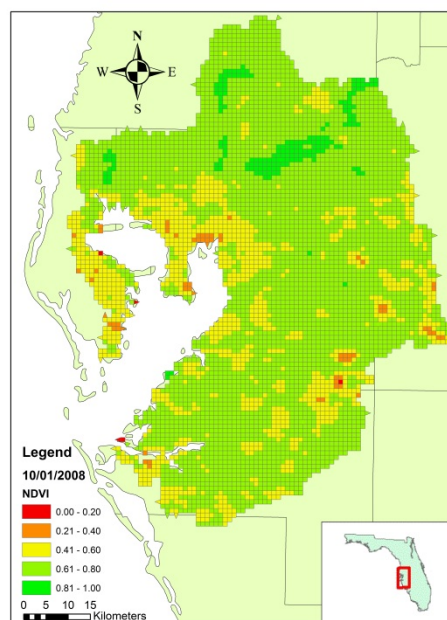 N
W E
S
Legend
10/01/2008
NDVI
0.00 - 0.20
0.21 - 0.40
0.41 - 0.60
0.61 - 0.80
0.81 - 1.00
0 5 10 15
Kilometers